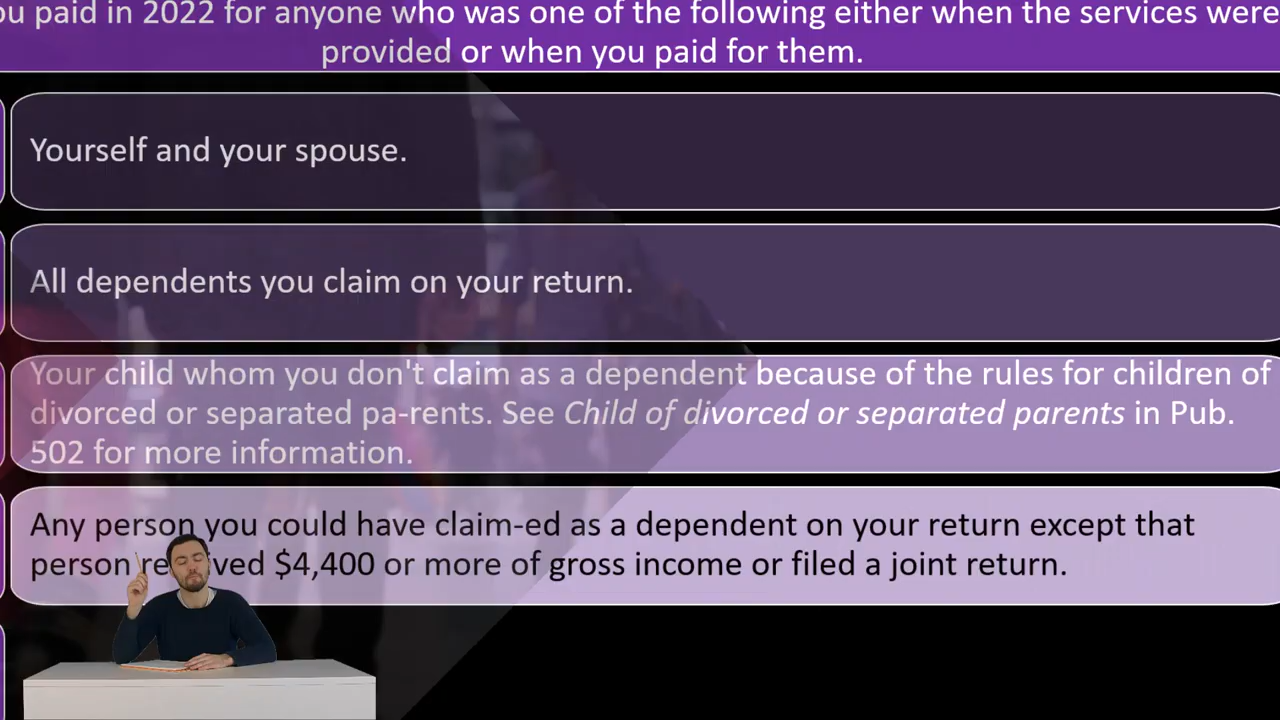 paid in 2022 for anyone who was one of the following either when the services were
provided or when you paid for them.
Yourself and your spouse.
All dependents you claim on your return.
Your child whom you don't claim as a dependent because of the rules for children of
divorced or separated pa-rents. See Child of divorced or separated parents in Pub.
502 for more information.
Any person you could have claim-ed as a dependent on your return except that
person $4,400 or more of gross income or filed a joint return.